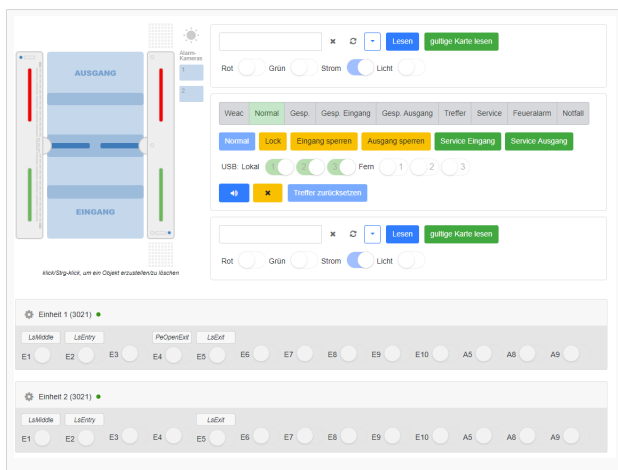 AUSGANG
EINGANG
Alarm-
Kameras
1
2
klick/Strg-klick, um ein Objekt erzustellen/zu löschen
Lesen
gultige Karte lesen
Rot Grün Strom Licht
Weac Normal Gesp. Gesp. Eingang Gesp. Ausgang Treffer Service Feueralarm Notfall
Normal Lock Eingang sperren Ausgang sperren Service Eingang Service Ausgang
USB: Lokal 1 2 3 Fern 1 2 3
Treffer zurücksetzen
Lesen
gultige Karte lesen
Rot Grün Strom Licht
Einheit 1 (3021)
LsMiddle LsEntry PeOpenExit LsExit
E1 E2 E3 E4 E5 E6 E7 E8 E9 E10 A5 A8 A9
Einheit 2 (3021)
LsMiddle LsEntry LsExit
E1 E2 E3 E4 E5 E6 E7 E8 E9 E10 A5 A8 A9